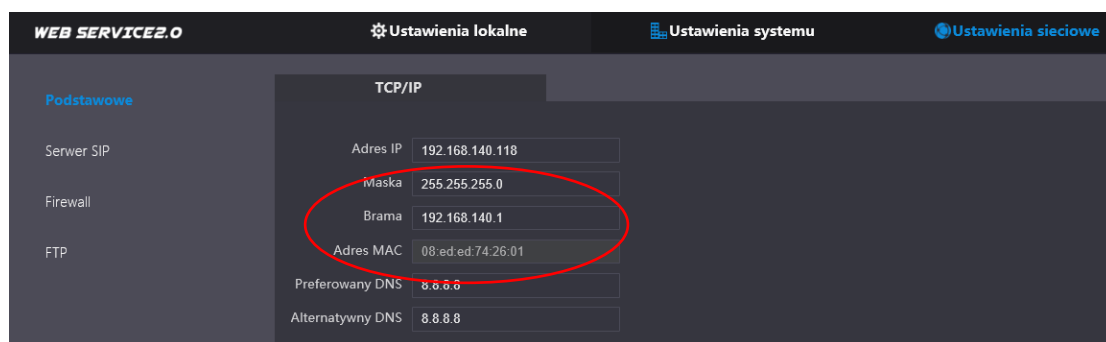 WEB SERVICE2.0 Ustawienia lokalne Ustawienia systemu Ustawienia sieciowe
Podstawowe
Serwer SIP
Firewall
FTP
TCP/IP
Adres IP 192.168.140.118
Maska 255.255.255.0
Brama 192.168.140.1
Adres MAC 08:ed:ed:74:26:01
Preferowany DNS 8.8.8.8
Alternatywny DNS 8.8.8.8